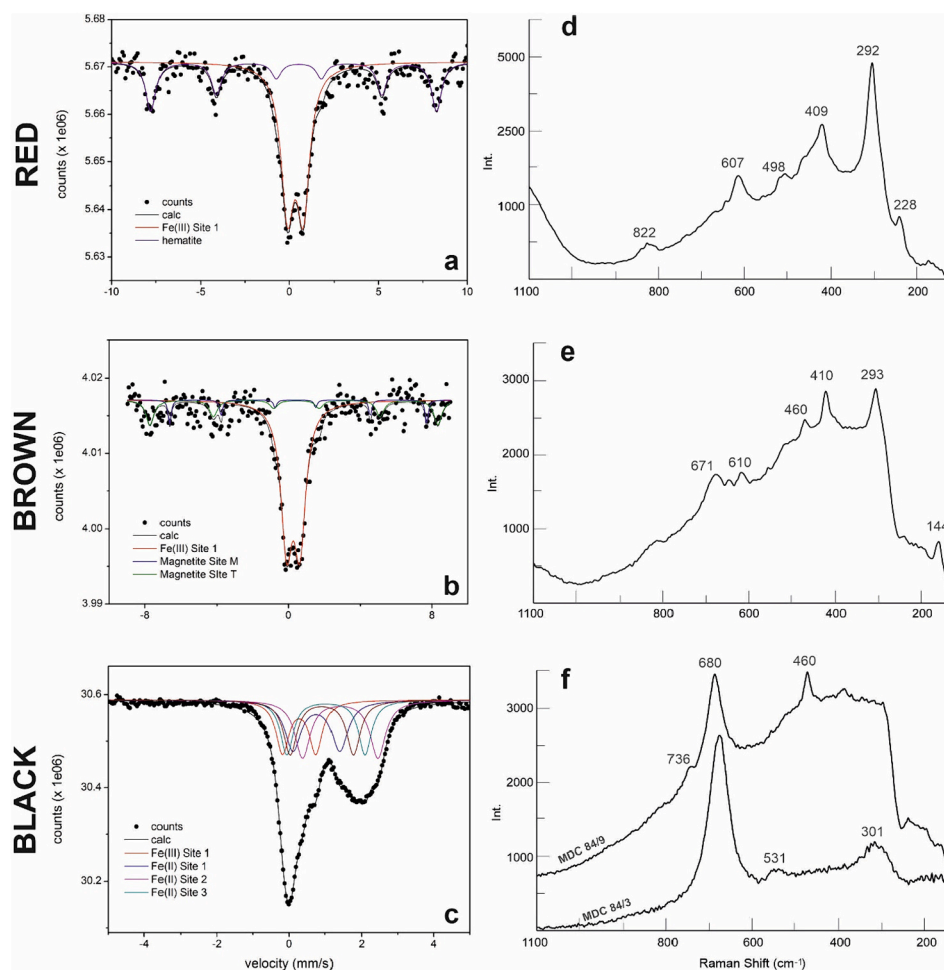 RED
5.68
5.67
5.66
5.65
5.64
5.63
counts (x 1e06)
counts
calc
Fe(III) Site 1
hematite
a
-10 -5 0 5 10
d
5000
2500
1000
Int.
822
607
498
409
292
228
1100 800 600 400 200
BROWN
4.02
4.01
4.00
3.99
counts (x 1e06)
counts
calc
Fe(III) Site 1
Magnetite Site M
Magnetite SIte T
b
-8 -4 0 4 8
e
3000
2000
1000
Int.
671
610
460
410
293
144
1100 800 600 400 200
BLACK
30.6
30.4
30.2
counts (x 1e06)
counts
calc
Fe(III) Site 1
Fe(II) Site 1
Fe(II) Site 2
Fe(II) Site 3
c
-4 -2 0 2 4
velocity (mm/s)
f
3000
2000
1000
Int.
736
680
460
MDC 84/9
531
301
MDC 84/3
1100 800 600 400 200
Raman Shift (cm⁻¹)